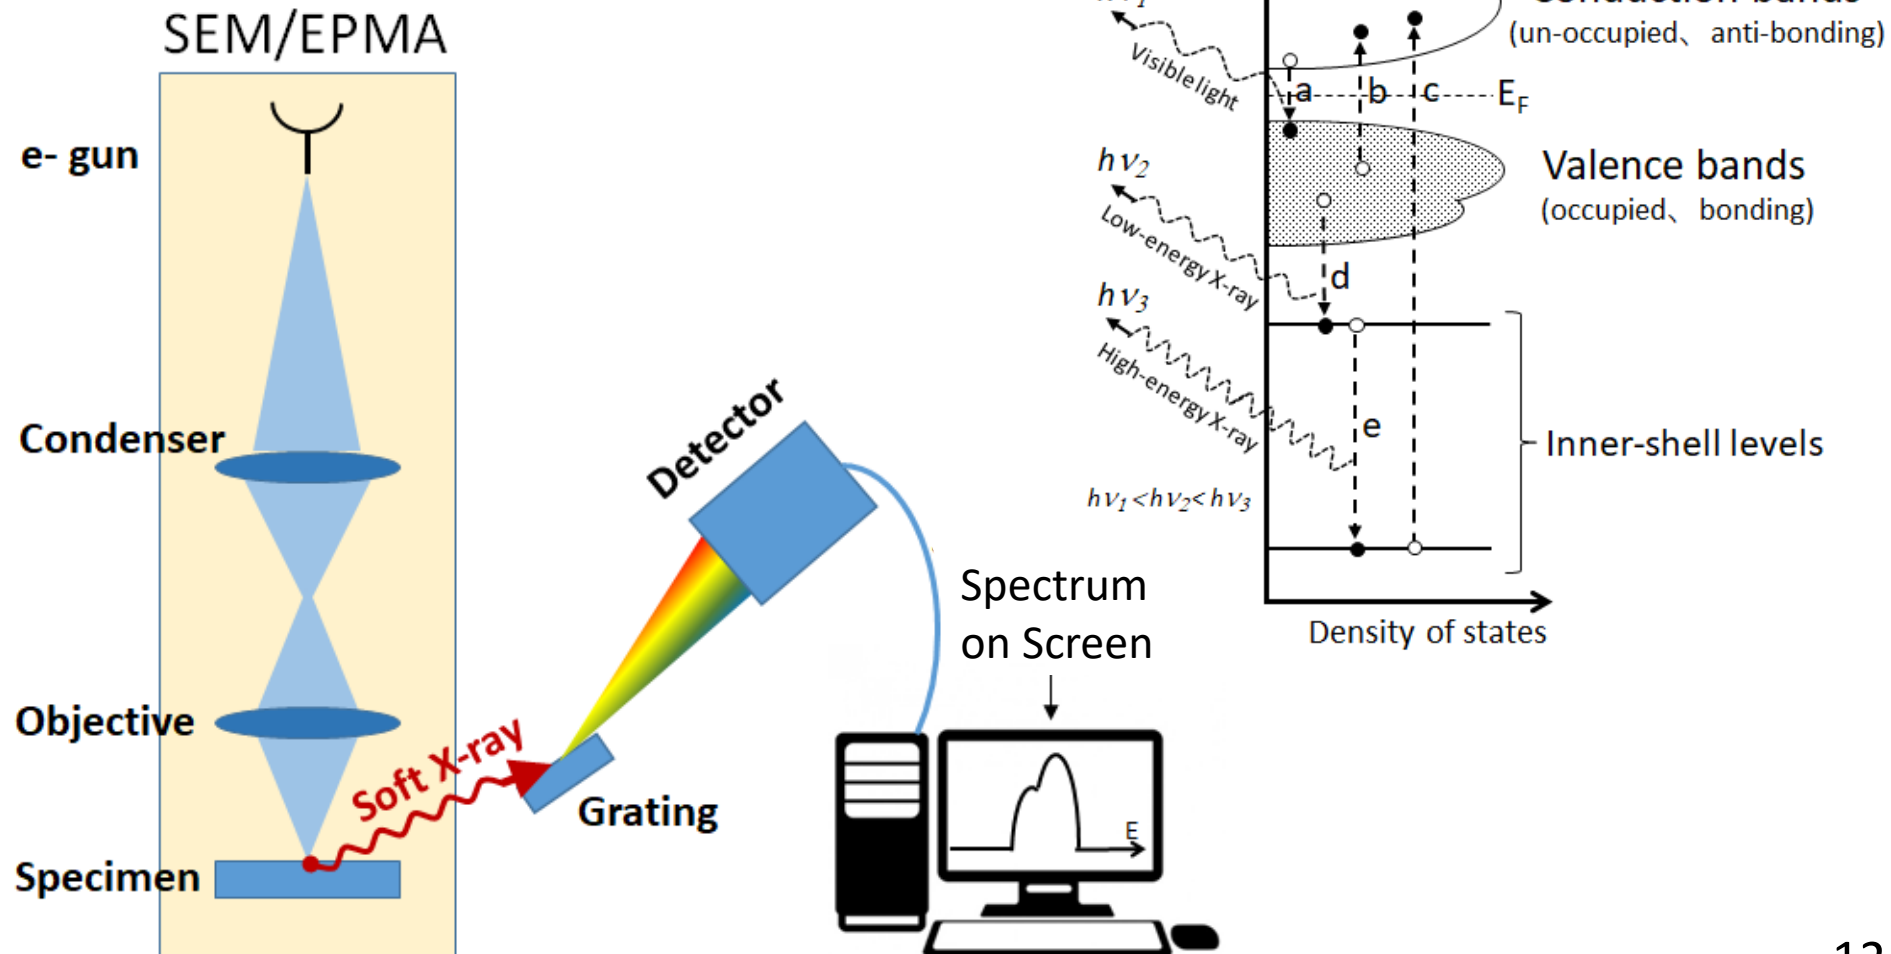 SEM/EPMA
e- gun
Condenser
Objective
Specimen
Soft X-ray
Grating
Detector
Spectrum
on Screen
E
(un-occupied、anti-bonding)
Visible light
a
b
c
E_F
hν2
Low-energy X-ray
Valence bands
(occupied、bonding)
d
hν3
High-energy X-ray
e
Inner-shell levels
hν1<hν2<hν3
Density of states